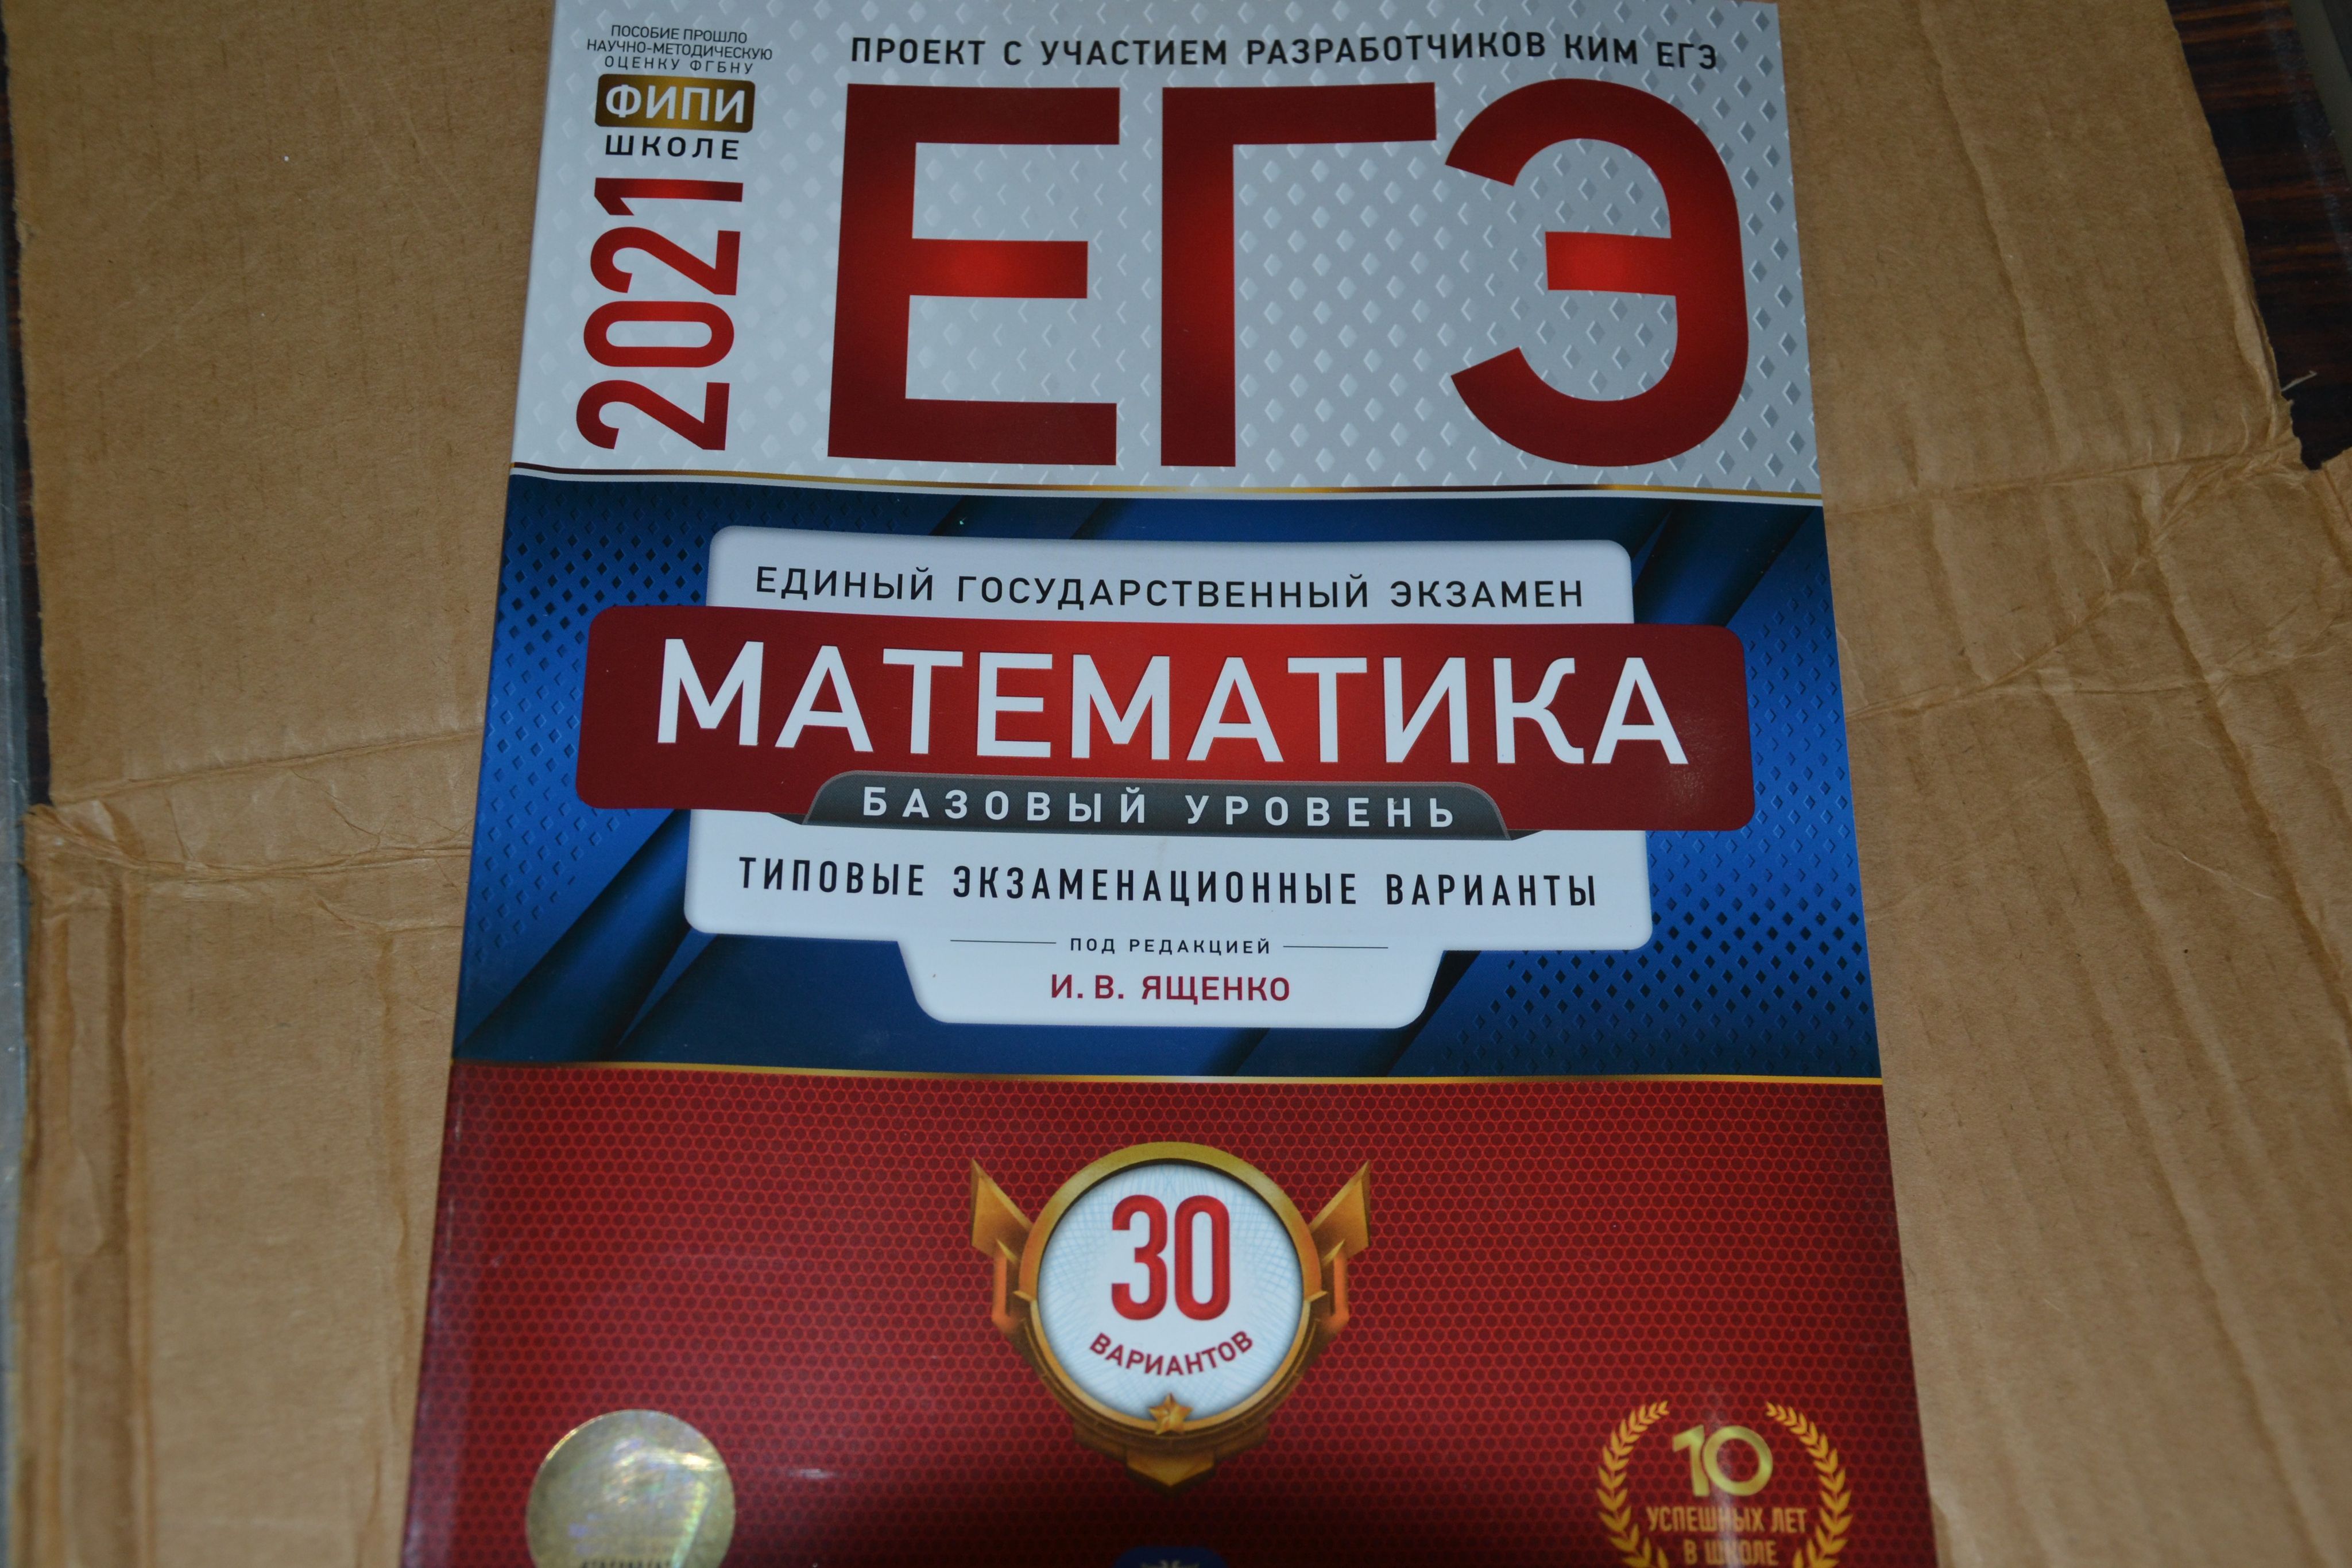 ПОСОБИЕ ПРОШЛО
НАУЧНО-МЕТОДИЧЕСКУЮ
ОЦЕНКУ ФГБНУ
ФИПИ
ШКОЛЕ
2021
ПРОЕКТ С УЧАСТИЕМ РАЗРАБОТЧИКОВ КИМ ЕГЭ
ЕГЭ
ЕДИНЫЙ ГОСУДАРСТВЕННЫЙ ЭКЗАМЕН
МАТЕМАТИКА
БАЗОВЫЙ УРОВЕНЬ
ТИПОВЫЕ ЭКЗАМЕНАЦИОННЫЕ ВАРИАНТЫ
ПОД РЕДАКЦИЕЙ
И. В. ЯЩЕНКО
30
ВАРИАНТОВ
10
УСПЕШНЫХ ЛЕТ
В ШКОЛЕ